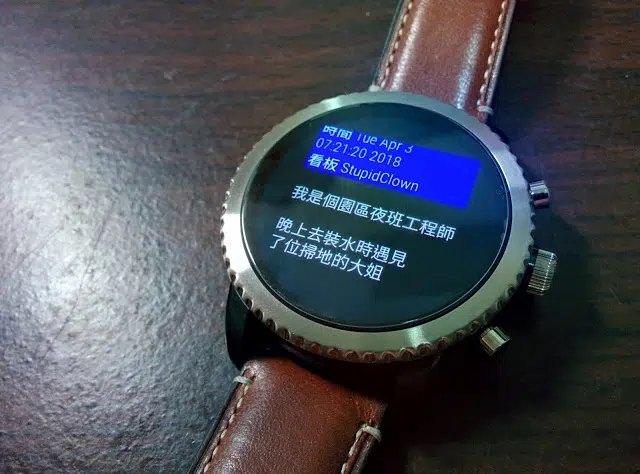 時間 Tue Apr 3
07:21:20 2018
看板 StupidClown
我是個園區夜班工程師
晚上去裝水時遇見
了位掃地的大姐